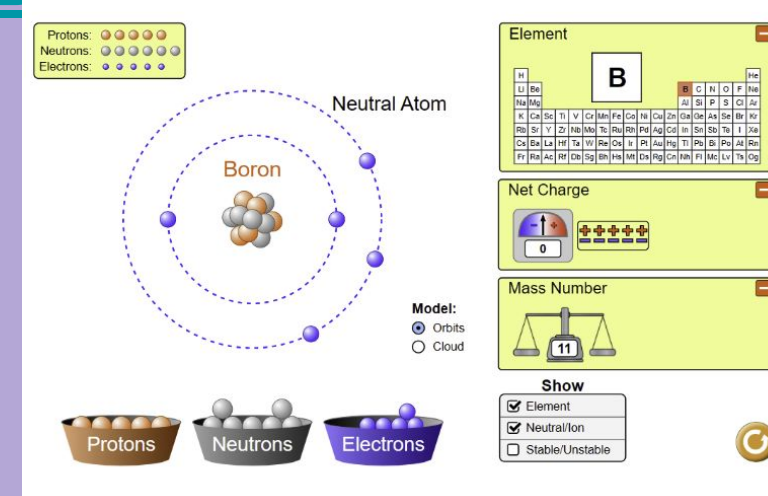 Protons:
Neutrons:
Electrons:
Neutral Atom
Boron
Model:
Orbits
Cloud
Protons
Neutrons
Electrons
Element
B
H He
Li Be B C N O F Ne
Na Mg Al Si P S Cl Ar
K Ca Sc Ti V Cr Mn Fe Co Ni Cu Zn Ga Ge As Se Br Kr
Rb Sr Y Zr Nb Mo Tc Ru Rh Pd Ag Cd In Sn Sb Te I Xe
Cs Ba La Hf Ta W Re Os Ir Pt Au Hg Tl Pb Bi Po At Rn
Fr Ra Ac Rf Db Sg Bh Hs Mt Ds Rg Cn Nh Fl Mc Lv Ts Og
Net Charge
- +
0
Mass Number
11
Show
Element
Neutral/Ion
Stable/Unstable